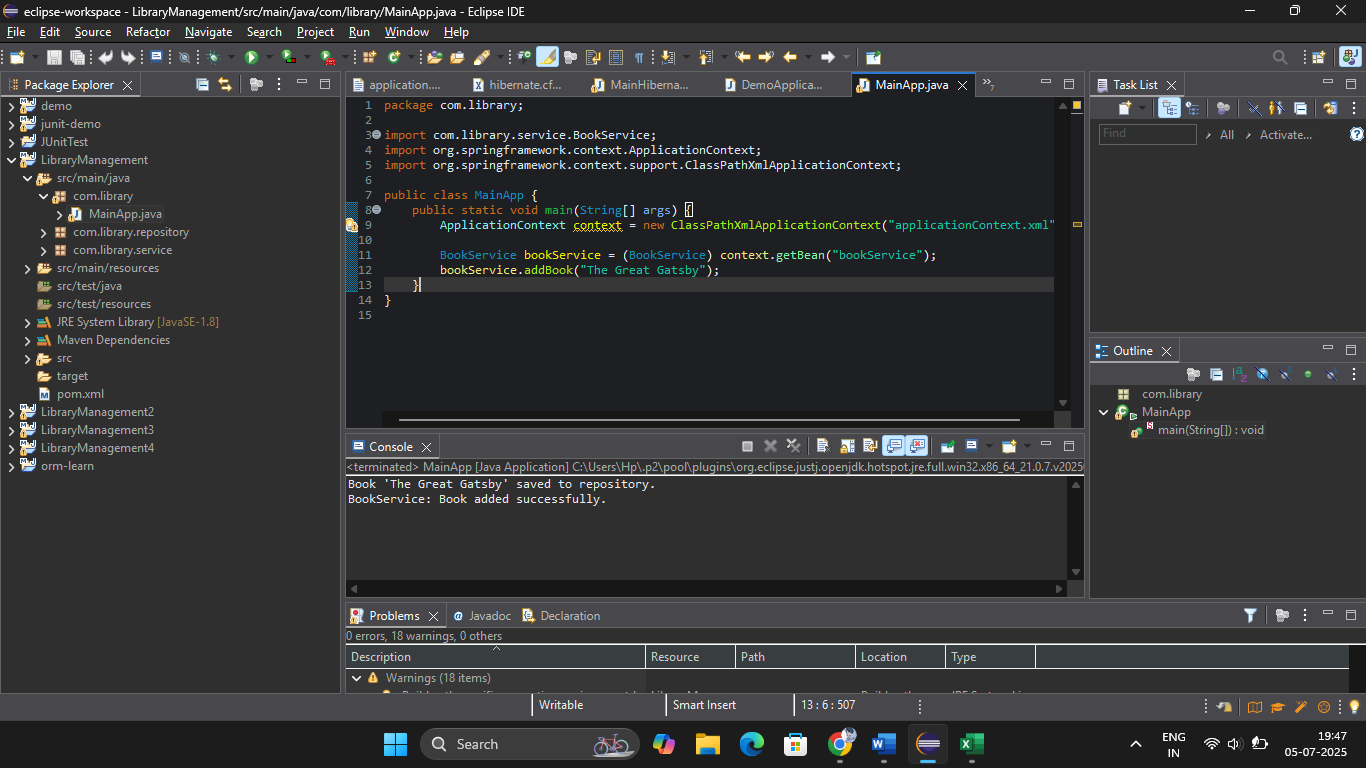 eclipse-workspace - LibraryManagement/src/main/java/com/library/MainApp.java - Eclipse IDE
File Edit Source Refactor Navigate Search Project Run Window Help
Package Explorer
demo
junit-demo
JUnitTest
LibraryManagement
src/main/java
com.library
MainApp.java
com.library.repository
com.library.service
src/main/resources
src/test/java
src/test/resources
JRE System Library [JavaSE-1.8]
Maven Dependencies
src
target
pom.xml
LibraryManagement2
LibraryManagement3
LibraryManagement4
orm-learn
application.... hibernate.cf... MainHiberna... DemoApplica... MainApp.java »7
1 package com.library;
2
3 import com.library.service.BookService;
4 import org.springframework.context.ApplicationContext;
5 import org.springframework.context.support.ClassPathXmlApplicationContext;
6
7 public class MainApp {
8 public static void main(String[] args) {
9 ApplicationContext context = new ClassPathXmlApplicationContext("applicationContext.xml"
10
11 BookService bookService = (BookService) context.getBean("bookService");
12 bookService.addBook("The Great Gatsby");
13 }
14 }
15
Console
<terminated> MainApp [Java Application] C:\Users\Hp\.p2\pool\plugins\org.eclipse.justj.openjdk.hotspot.jre.full.win32.x86_64_21.0.7.v2025
Book 'The Great Gatsby' saved to repository.
BookService: Book added successfully.
Problems Javadoc Declaration
0 errors, 18 warnings, 0 others
Description Resource Path Location Type
Warnings (18 items)
Task List
Find All Activate...
Outline
com.library
MainApp
main(String[]) : void
Writable Smart Insert 13 : 6 : 507
Search
ENG
IN
19:47
05-07-2025